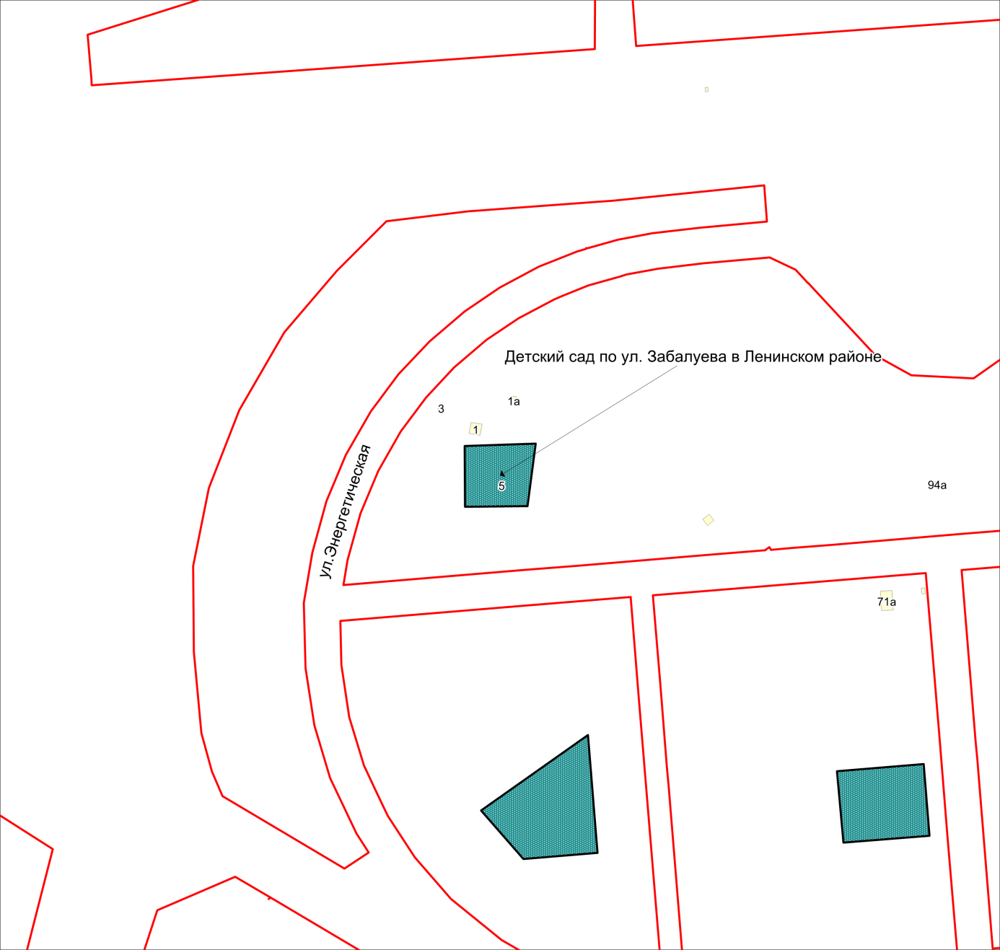 Детский сад по ул. Забалуева в Ленинском районе
1а
3
1
ул.Энергетическая
5
94а
71а